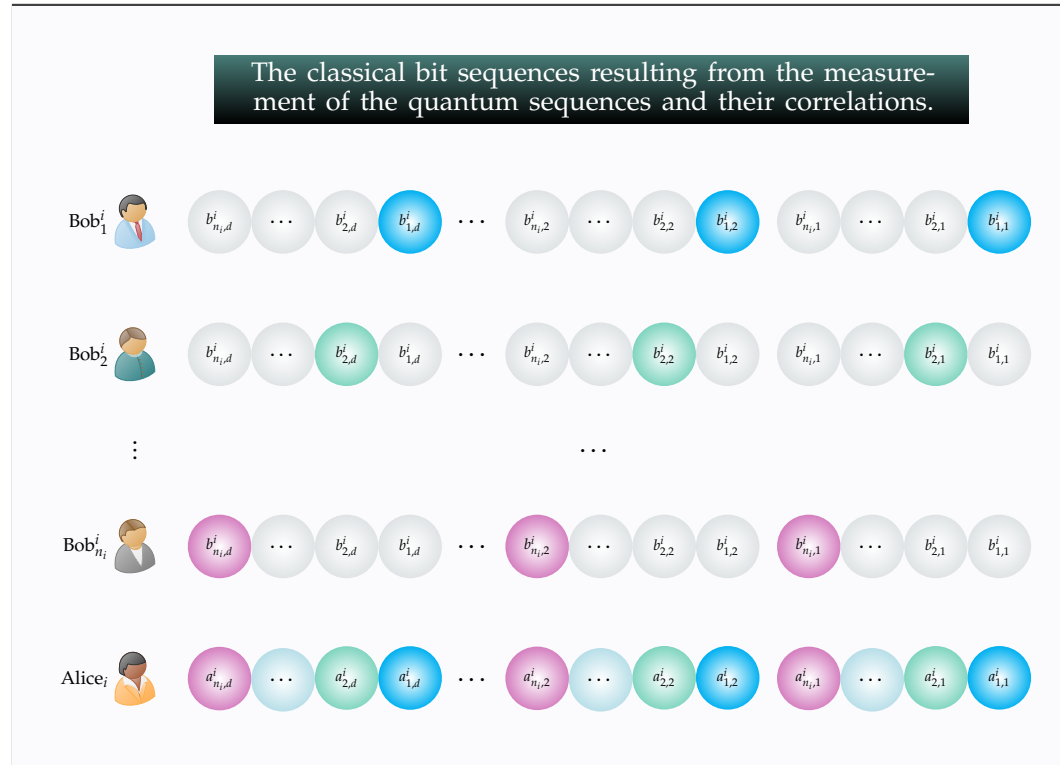 The classical bit sequences resulting from the measure-
ment of the quantum sequences and their correlations.
Bob₁ⁱ b^i_{n_i,d} ⋯ b^i_{2,d} b^i_{1,d} ⋯ b^i_{n_i,2} ⋯ b^i_{2,2} b^i_{1,2} b^i_{n_i,1} ⋯ b^i_{2,1} b^i_{1,1}
Bob₂ⁱ b^i_{n_i,d} ⋯ b^i_{2,d} b^i_{1,d} ⋯ b^i_{n_i,2} ⋯ b^i_{2,2} b^i_{1,2} b^i_{n_i,1} ⋯ b^i_{2,1} b^i_{1,1}
⋮ ⋯
Bob^i_{n_i} b^i_{n_i,d} ⋯ b^i_{2,d} b^i_{1,d} ⋯ b^i_{n_i,2} ⋯ b^i_{2,2} b^i_{1,2} b^i_{n_i,1} ⋯ b^i_{2,1} b^i_{1,1}
Alice_i a^i_{n_i,d} ⋯ a^i_{2,d} a^i_{1,d} ⋯ a^i_{n_i,2} ⋯ a^i_{2,2} a^i_{1,2} a^i_{n_i,1} ⋯ a^i_{2,1} a^i_{1,1}